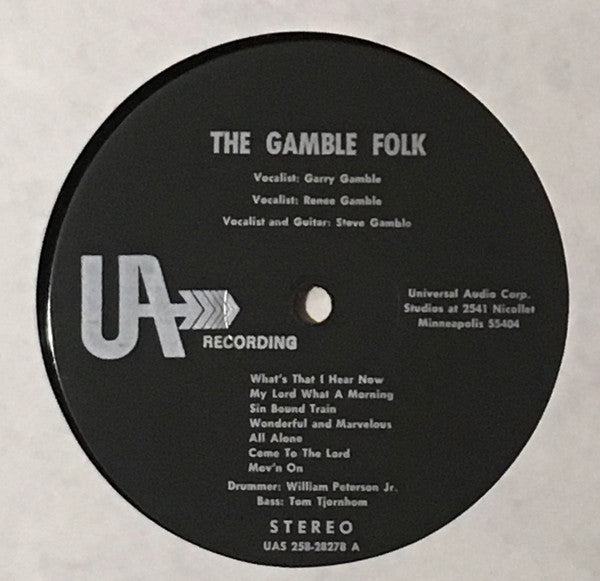 THE GAMBLE FOLK
Vocalist: Garry Gamble
Vocalist: Renee Gamble
Vocalist and Guitar: Steve Gamble
UA
RECORDING
Universal Audio Corp.
Studios at 2541 Nicollet
Minneapolis 55404
What's That I Hear Now
My Lord What A Morning
Sin Bound Train
Wonderful and Marvelous
All Alone
Come To The Lord
Mov'n On
Drummer: William Peterson Jr.
Bass: Tom Tjornhom
STEREO
UAS 258-28278 A